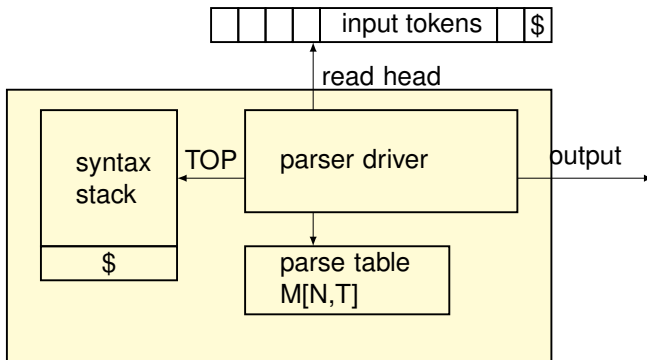 input tokens $
read head
syntax
stack
TOP
parser driver
output
$
parse table
M[N,T]